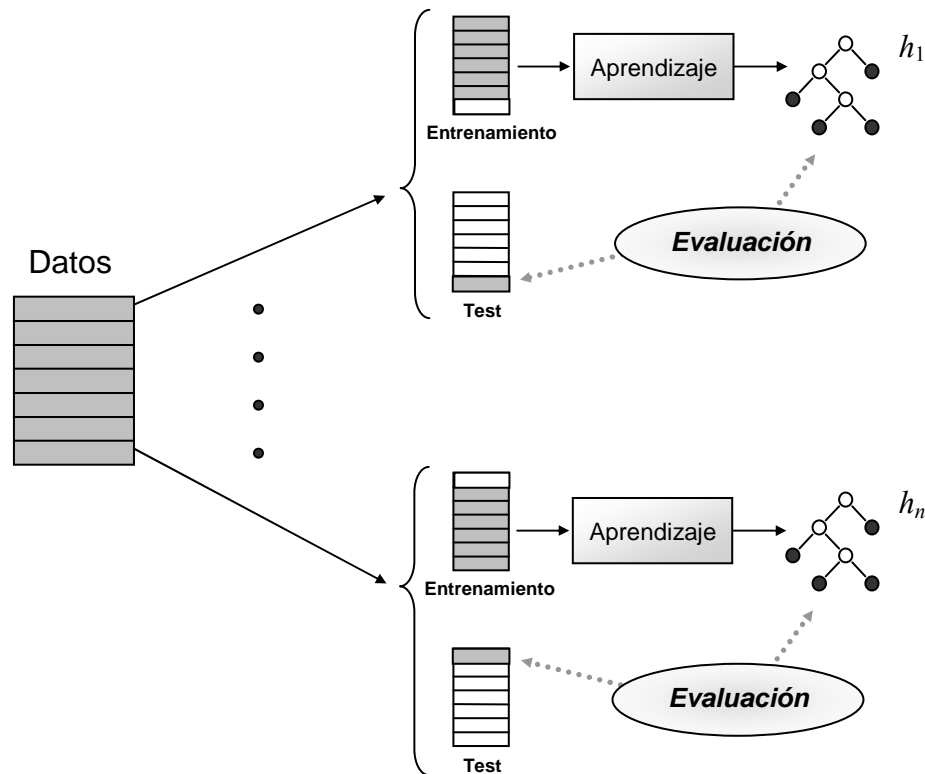 Aprendizaje
h1
Entrenamiento
Evaluación
Datos
Test
Aprendizaje
hn
Entrenamiento
Evaluación
Test